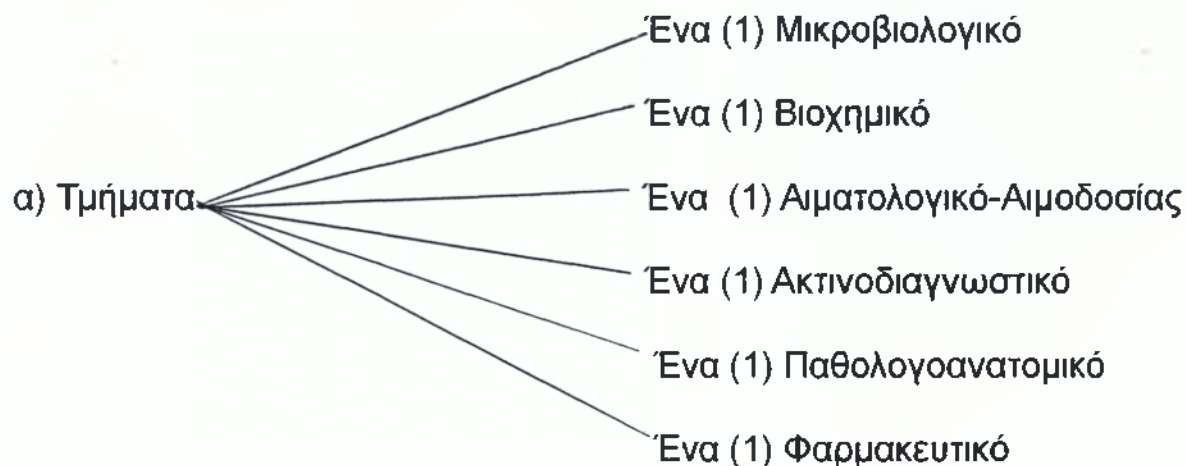 Ένα (1) Μικροβιολογικό
Ένα (1) Βιοχημικό
α) Τμήματα
Ένα (1) Αιματολογικό-Αιμοδοσίας
Ένα (1) Ακτινοδιαγνωστικό
Ένα (1) Παθολογοανατομικό
Ένα (1) Φαρμακευτικό